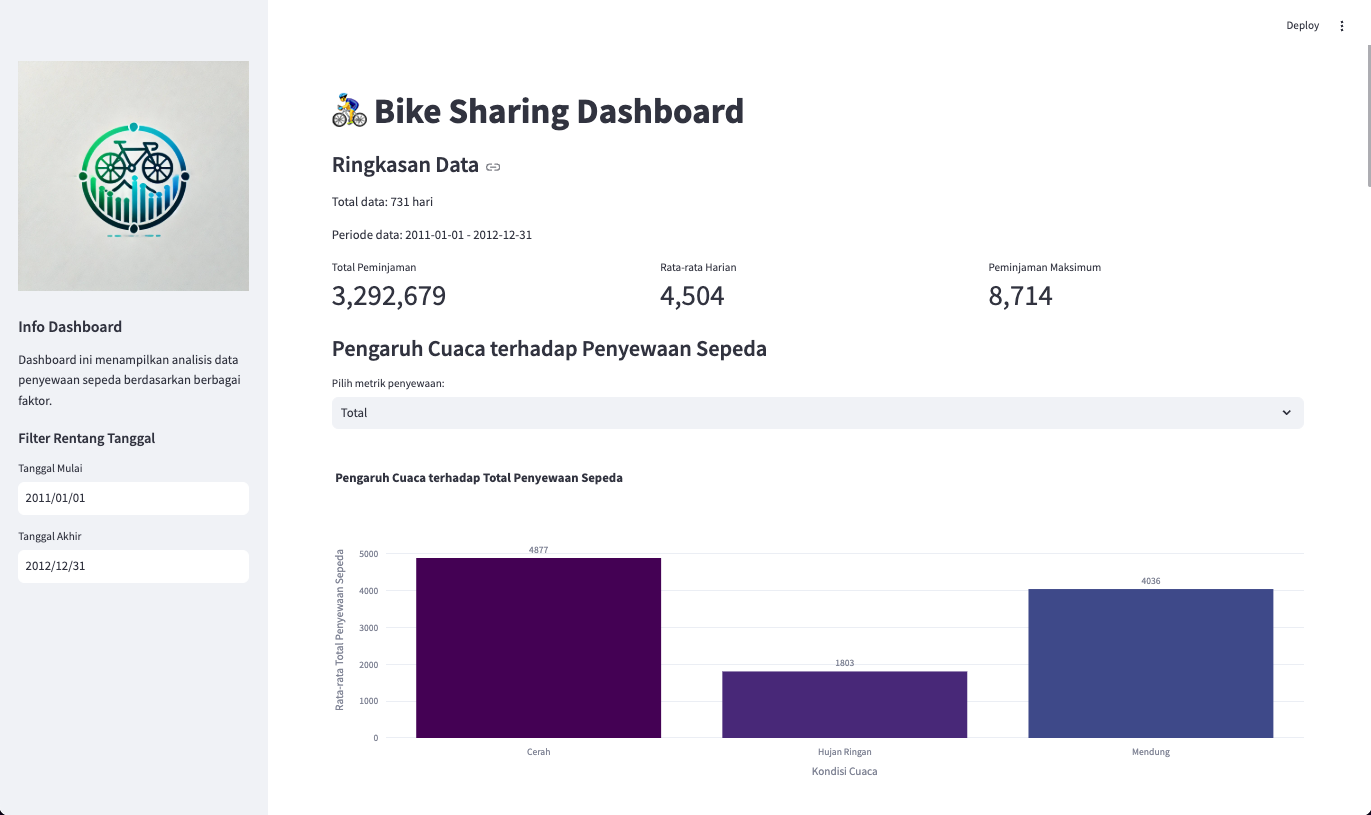 Deploy
Info Dashboard
Dashboard ini menampilkan analisis data
penyewaan sepeda berdasarkan berbagai
faktor.
Filter Rentang Tanggal
Tanggal Mulai
2011/01/01
Tanggal Akhir
2012/12/31
Bike Sharing Dashboard
Ringkasan Data
Total data: 731 hari
Periode data: 2011-01-01 - 2012-12-31
Total Peminjaman
3,292,679
Rata-rata Harian
4,504
Peminjaman Maksimum
8,714
Pengaruh Cuaca terhadap Penyewaan Sepeda
Pilih metrik penyewaan:
Total
Pengaruh Cuaca terhadap Total Penyewaan Sepeda
Rata-rata Total Penyewaan Sepeda
5000
4000
3000
2000
1000
0
4877
1803
4036
Cerah
Hujan Ringan
Mendung
Kondisi Cuaca